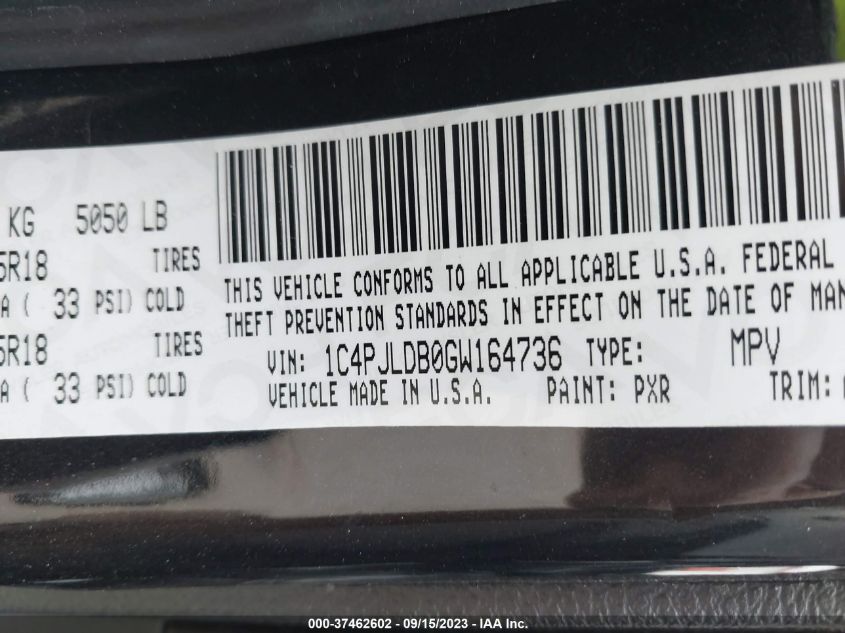 KG 5050 LB
5R18 TIRES
A ( 33 PSI) COLD
5R18 TIRES
A ( 33 PSI) COLD
THIS VEHICLE CONFORMS TO ALL APPLICABLE U.S.A. FEDERAL
THEFT PREVENTION STANDARDS IN EFFECT ON THE DATE OF MAN
VIN: 1C4PJLDB0GW164736 TYPE: MPV
VEHICLE MADE IN U.S.A. PAINT: PXR TRIM:
000-37462602 - 09/15/2023 - IAA Inc.